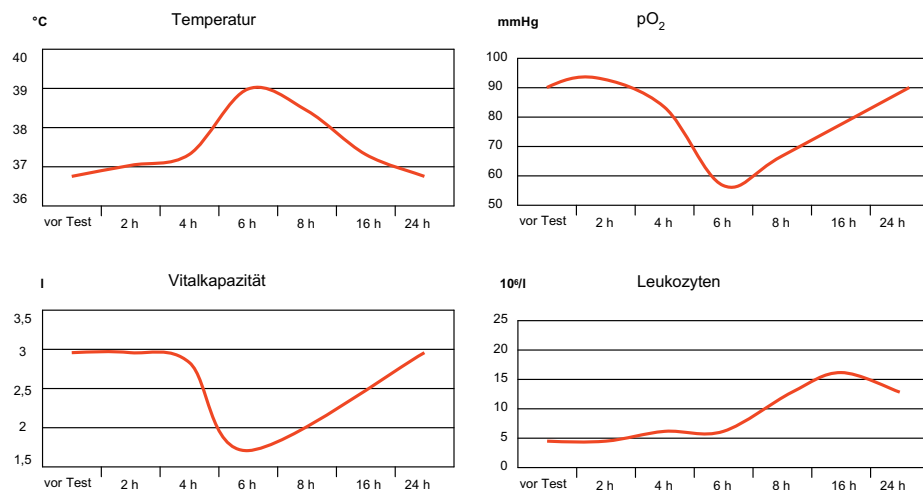 °C Temperatur
40
39
38
37
36
vor Test 2 h 4 h 6 h 8 h 16 h 24 h
mmHg pO₂
100
90
80
70
60
50
vor Test 2 h 4 h 6 h 8 h 16 h 24 h
l Vitalkapazität
3,5
3
2,5
2
1,5
vor Test 2 h 4 h 6 h 8 h 16 h 24 h
10⁶/l Leukozyten
25
20
15
10
5
0
vor Test 2 h 4 h 6 h 8 h 16 h 24 h